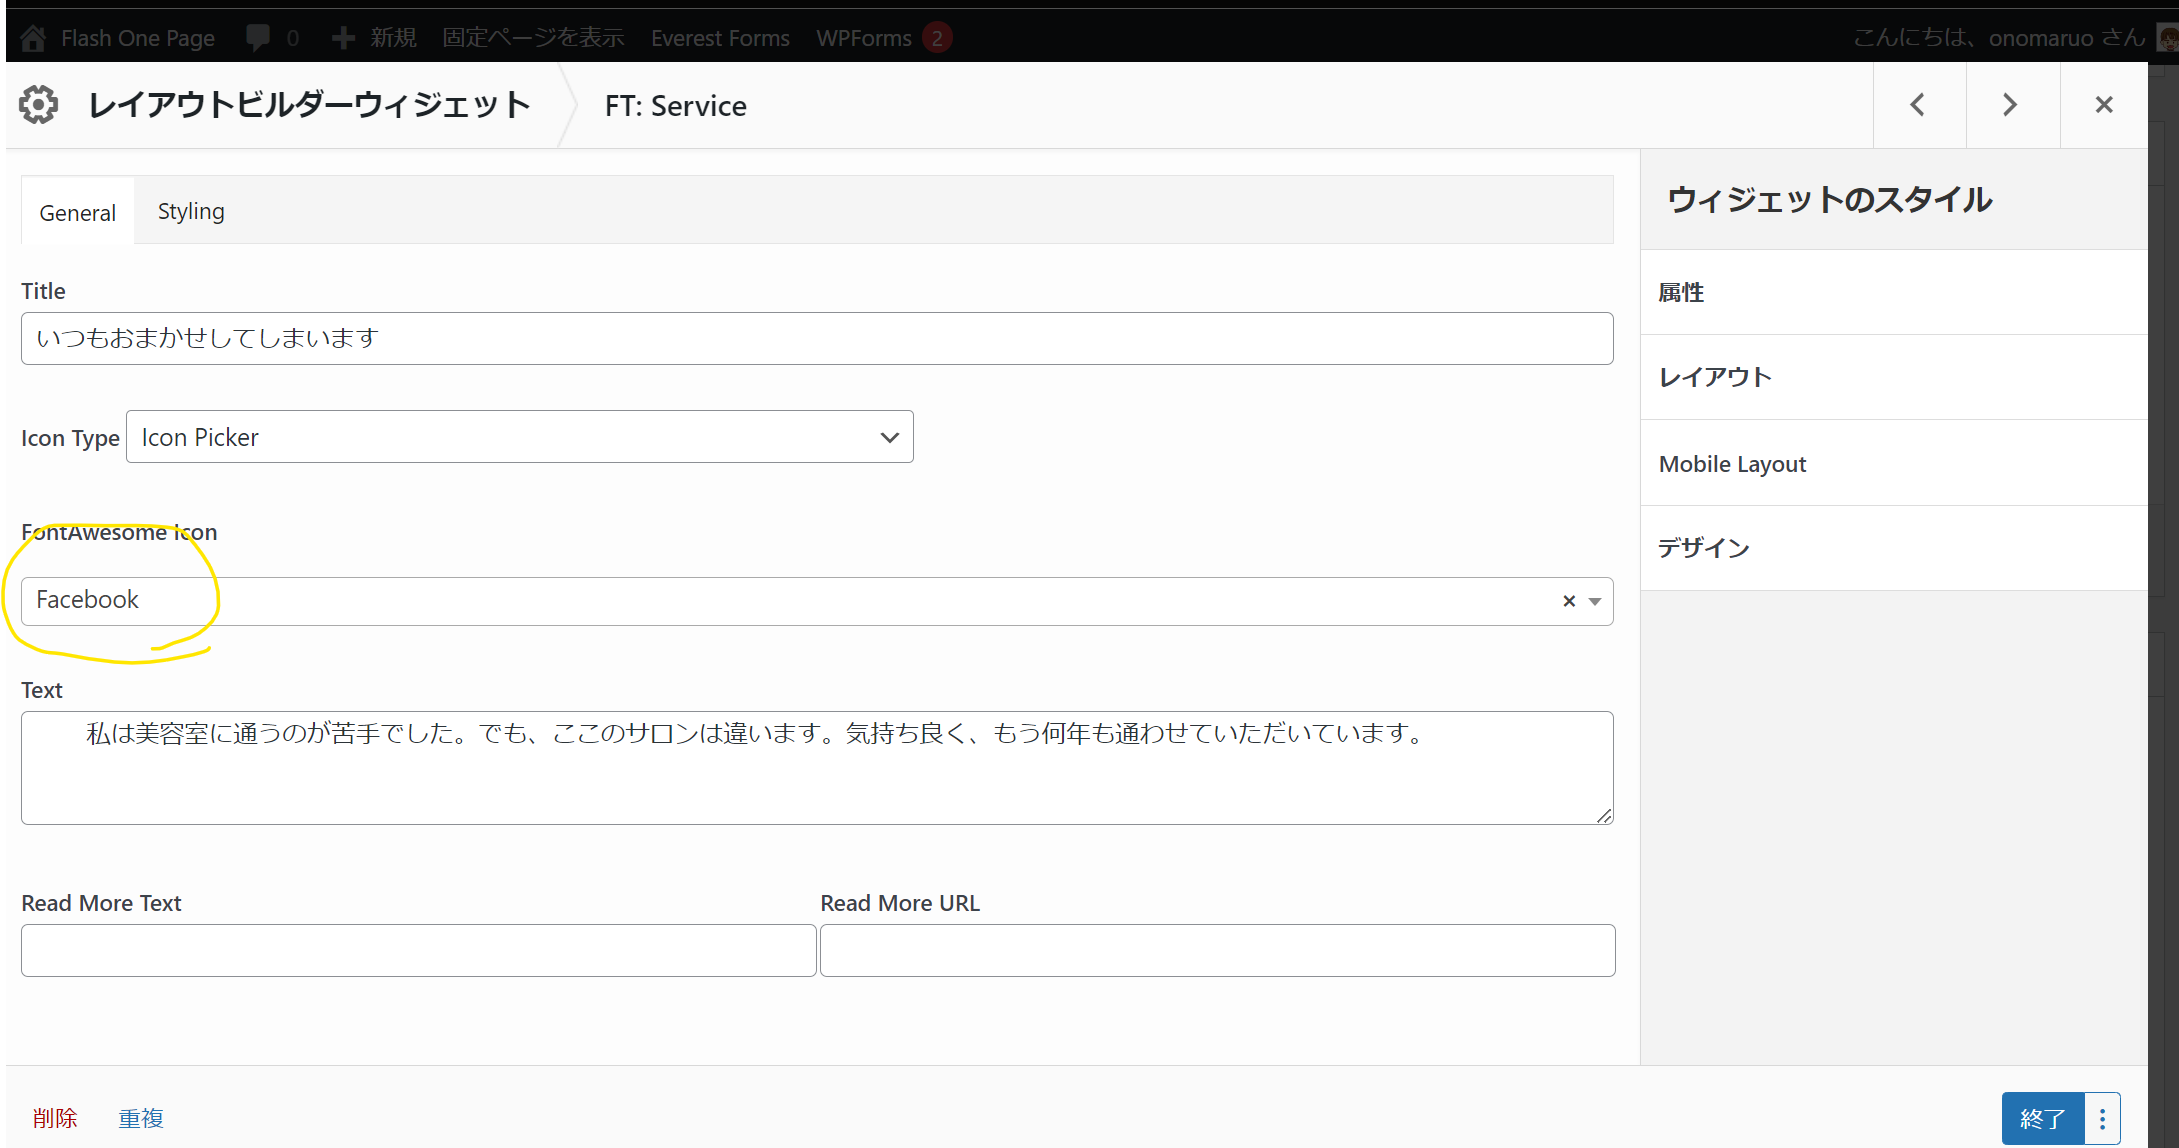 Flash One Page 0 新規 固定ページを表示 Everest Forms WPForms 2 こんにちは、onomaruo さん
レイアウトビルダーウィジェット FT: Service
General Styling
Title
いつもおまかせしてしまいます
Icon Type Icon Picker
FontAwesome Icon
Facebook
Text
私は美容室に通うのが苦手でした。でも、ここのサロンは違います。気持ち良く、もう何年も通わせていただいています。
Read More Text Read More URL
ウィジェットのスタイル
属性
レイアウト
Mobile Layout
デザイン
削除 重複 終了